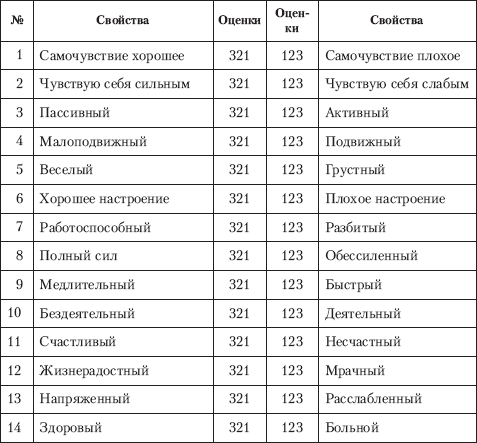 № Свойства Оценки Оцен-
ки Свойства
1 Самочувствие хорошее 321 123 Самочувствие плохое
2 Чувствую себя сильным 321 123 Чувствую себя слабым
3 Пассивный 321 123 Активный
4 Малоподвижный 321 123 Подвижный
5 Веселый 321 123 Грустный
6 Хорошее настроение 321 123 Плохое настроение
7 Работоспособный 321 123 Разбитый
8 Полный сил 321 123 Обессиленный
9 Медлительный 321 123 Быстрый
10 Бездеятельный 321 123 Деятельный
11 Счастливый 321 123 Несчастный
12 Жизнерадостный 321 123 Мрачный
13 Напряженный 321 123 Расслабленный
14 Здоровый 321 123 Больной